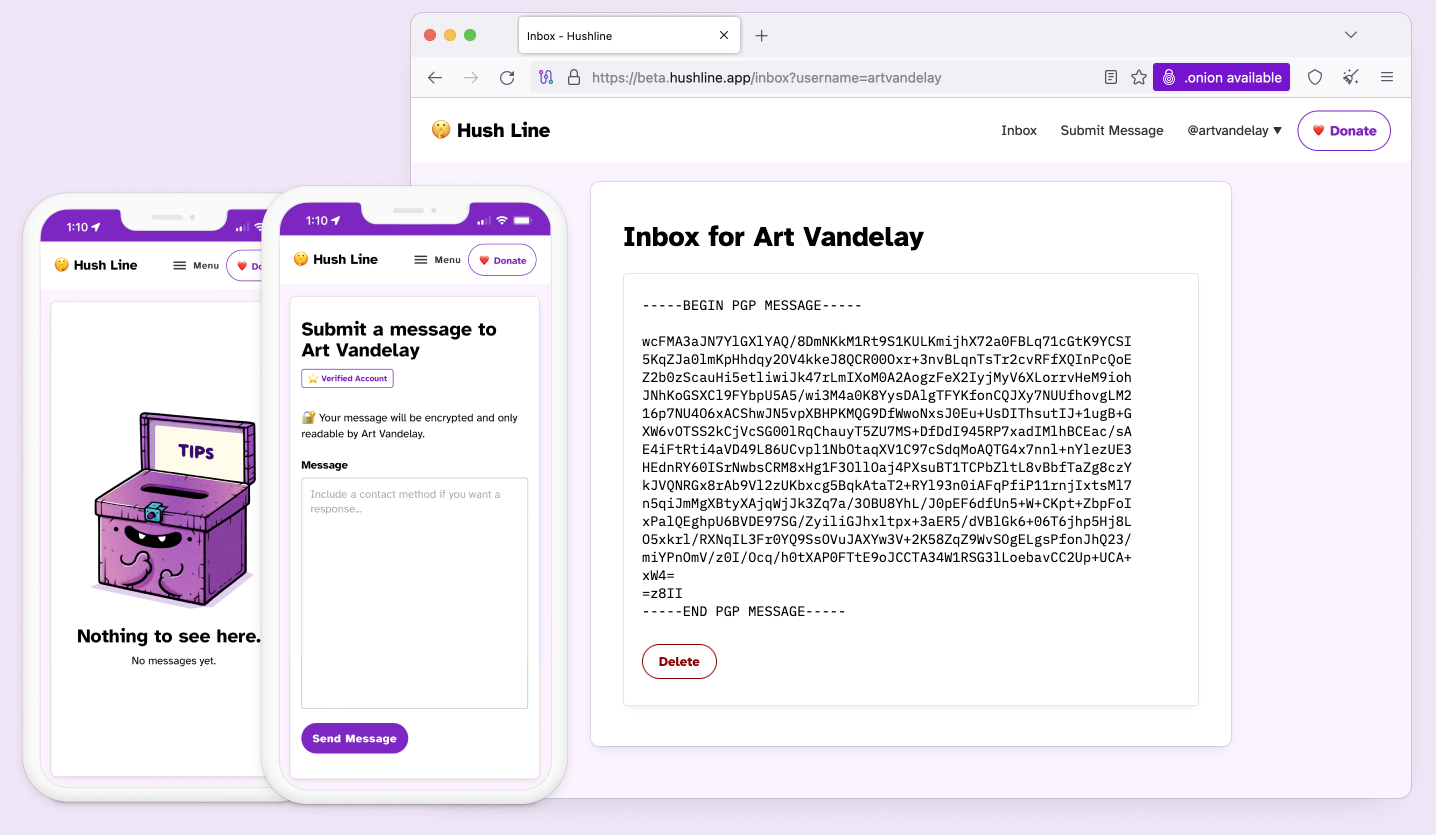 Inbox - Hushline
https://beta.hushline.app/inbox?username=artvandelay
.onion available
Hush Line
Inbox
Submit Message
@artvandelay ▼
Donate
Inbox for Art Vandelay
-----BEGIN PGP MESSAGE-----
wcFMA3aJN7YlGXlYAQ/8DmNKkM1Rt9S1KULKmijhX72a0FBLq71cGtK9YCSI
5KqZJa0lmKpHhdqy2OV4kkeJ8QCR00Oxr+3nvBLqnTsTr2cvRFfXQInPcQoE
Z2b0zScauHi5etliwiJk47rLmIXoM0A2AogzFeX2IyjMyV6XLorrvHeM9ioh
JNhKoGSXCl9FYbpU5A5/wi3M4a0K8YysDAlgTFYKfonCQJXy7NUUfhovgLM2
16p7NU4O6xACShwJN5vpXBHPKMQG9DfWwoNxsJ0Eu+UsDIThsutIJ+1ugB+G
XW6vOTSS2kCjVcSG00lRqChauyT5ZU7MS+DfDdI945RP7xadIMlhBCEac/sA
E4iFtRti4aVD49L86UCvpl1NbOtaqXV1C97cSdqMoAQTG4x7nnl+nYlezUE3
HEdnRY60ISrNwbsCRM8xHg1F3OllOaj4PXsuBT1TCPbZltL8vBbfTaZg8czY
kJVQNRGx8rAb9Vl2zUKbxcg5BqkAtaT2+RYl93n0iAFqPfiP11rnjIxtsMl7
n5qiJmMgXBtyXAjqWjJk3Zq7a/3OBU8YhL/J0pEF6dfUn5+W+CKpt+ZbpFoI
xPalQEghpU6BVDE97SG/ZyiliGJhxltpx+3aER5/dVBlGk6+06T6jhp5Hj8L
O5xkrl/RXNqIL3Fr0YQ9SsOVuJAXYw3V+2K58ZqZ9WvSOgELgsPfonJhQ23/
miYPnOmV/z0I/Ocq/h0tXAP0FTtE9oJCCTA34W1RSG3lLoebavCC2Up+UCA+
xW4=
=z8II
-----END PGP MESSAGE-----
Delete
1:10
Hush Line
Menu
Do
TIPS
Nothing to see here.
No messages yet.
1:10
Hush Line
Menu
Donate
Submit a message to
Art Vandelay
⭐ Verified Account
🔐 Your message will be encrypted and only
readable by Art Vandelay.
Message
Include a contact method if you want a
response...
Send Message